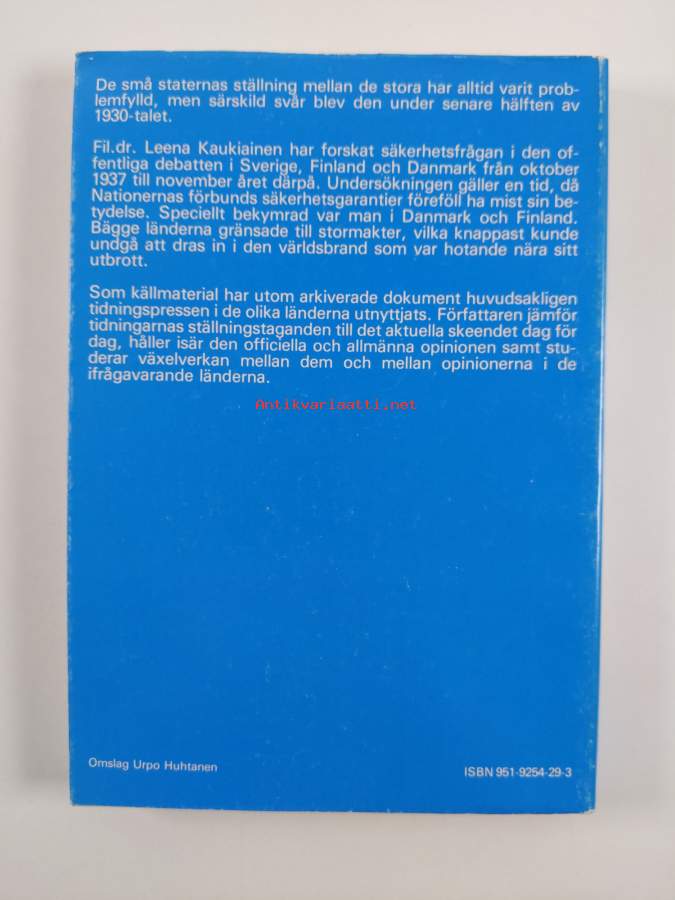 De små staternas ställning mellan de stora har alltid varit prob-
lemfylld, men särskild svår blev den under senare hälften av
1930-talet.
Fil.dr. Leena Kaukiainen har forskat säkerhetsfrågan i den of-
fentliga debatten i Sverige, Finland och Danmark från oktober
1937 till november året därpå. Undersökningen gäller en tid, då
Nationernas förbunds säkerhetsgarantier föreföll ha mist sin be-
tydelse. Speciellt bekymrad var man i Danmark och Finland.
Bägge länderna gränsade till stormakter, vilka knappast kunde
undgå att dras in i den världsbrand som var hotande nära sitt
utbrott.
Som källmaterial har utom arkiverade dokument huvudsakligen
tidningspressen i de olika länderna utnyttjats. Författaren jämför
tidningarnas ställningstaganden till det aktuella skeendet dag för
dag, håller isär den officiella och allmänna opinionen samt stu-
derar växelverkan mellan dem och mellan opinionerna i de
ifrågavarande länderna.
Antikvariaatti.net
Omslag Urpo Huhtanen
ISBN 951-9254-29-3